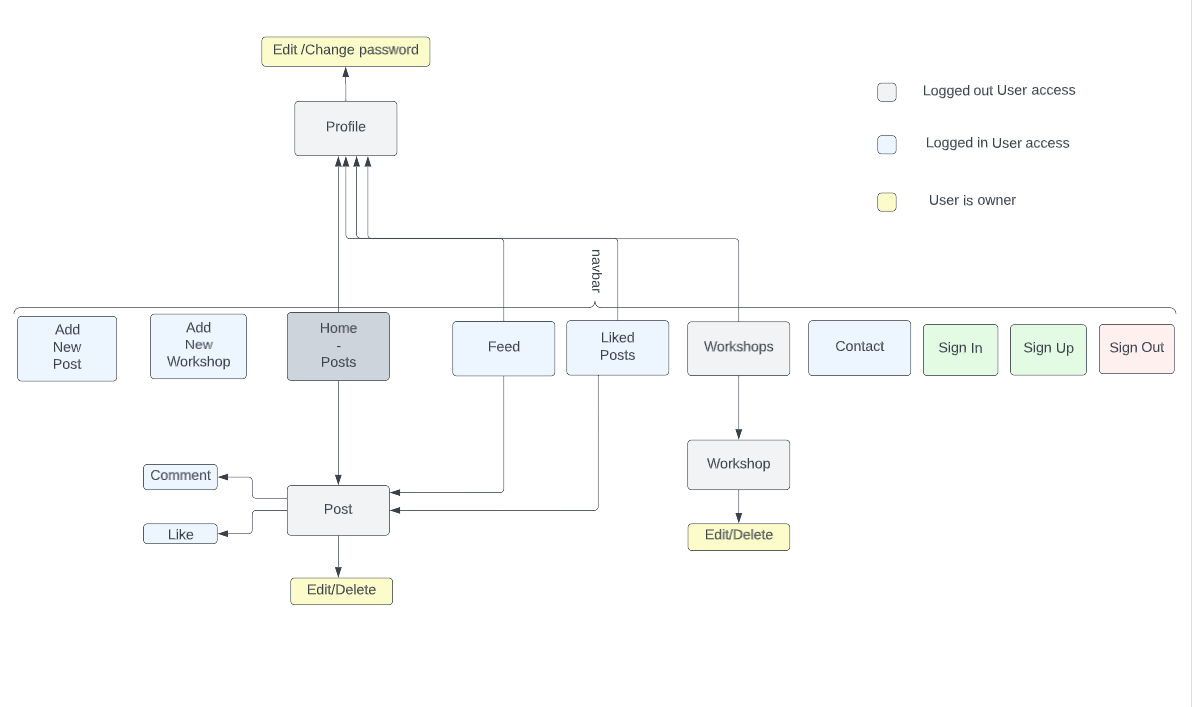 Edit /Change password
Profile
Logged out User access
Logged in User access
User is owner
navbar
Add
New
Post
Add
New
Workshop
Home
-
Posts
Feed
Liked
Posts
Workshops
Contact
Sign In
Sign Up
Sign Out
Comment
Like
Post
Edit/Delete
Workshop
Edit/Delete